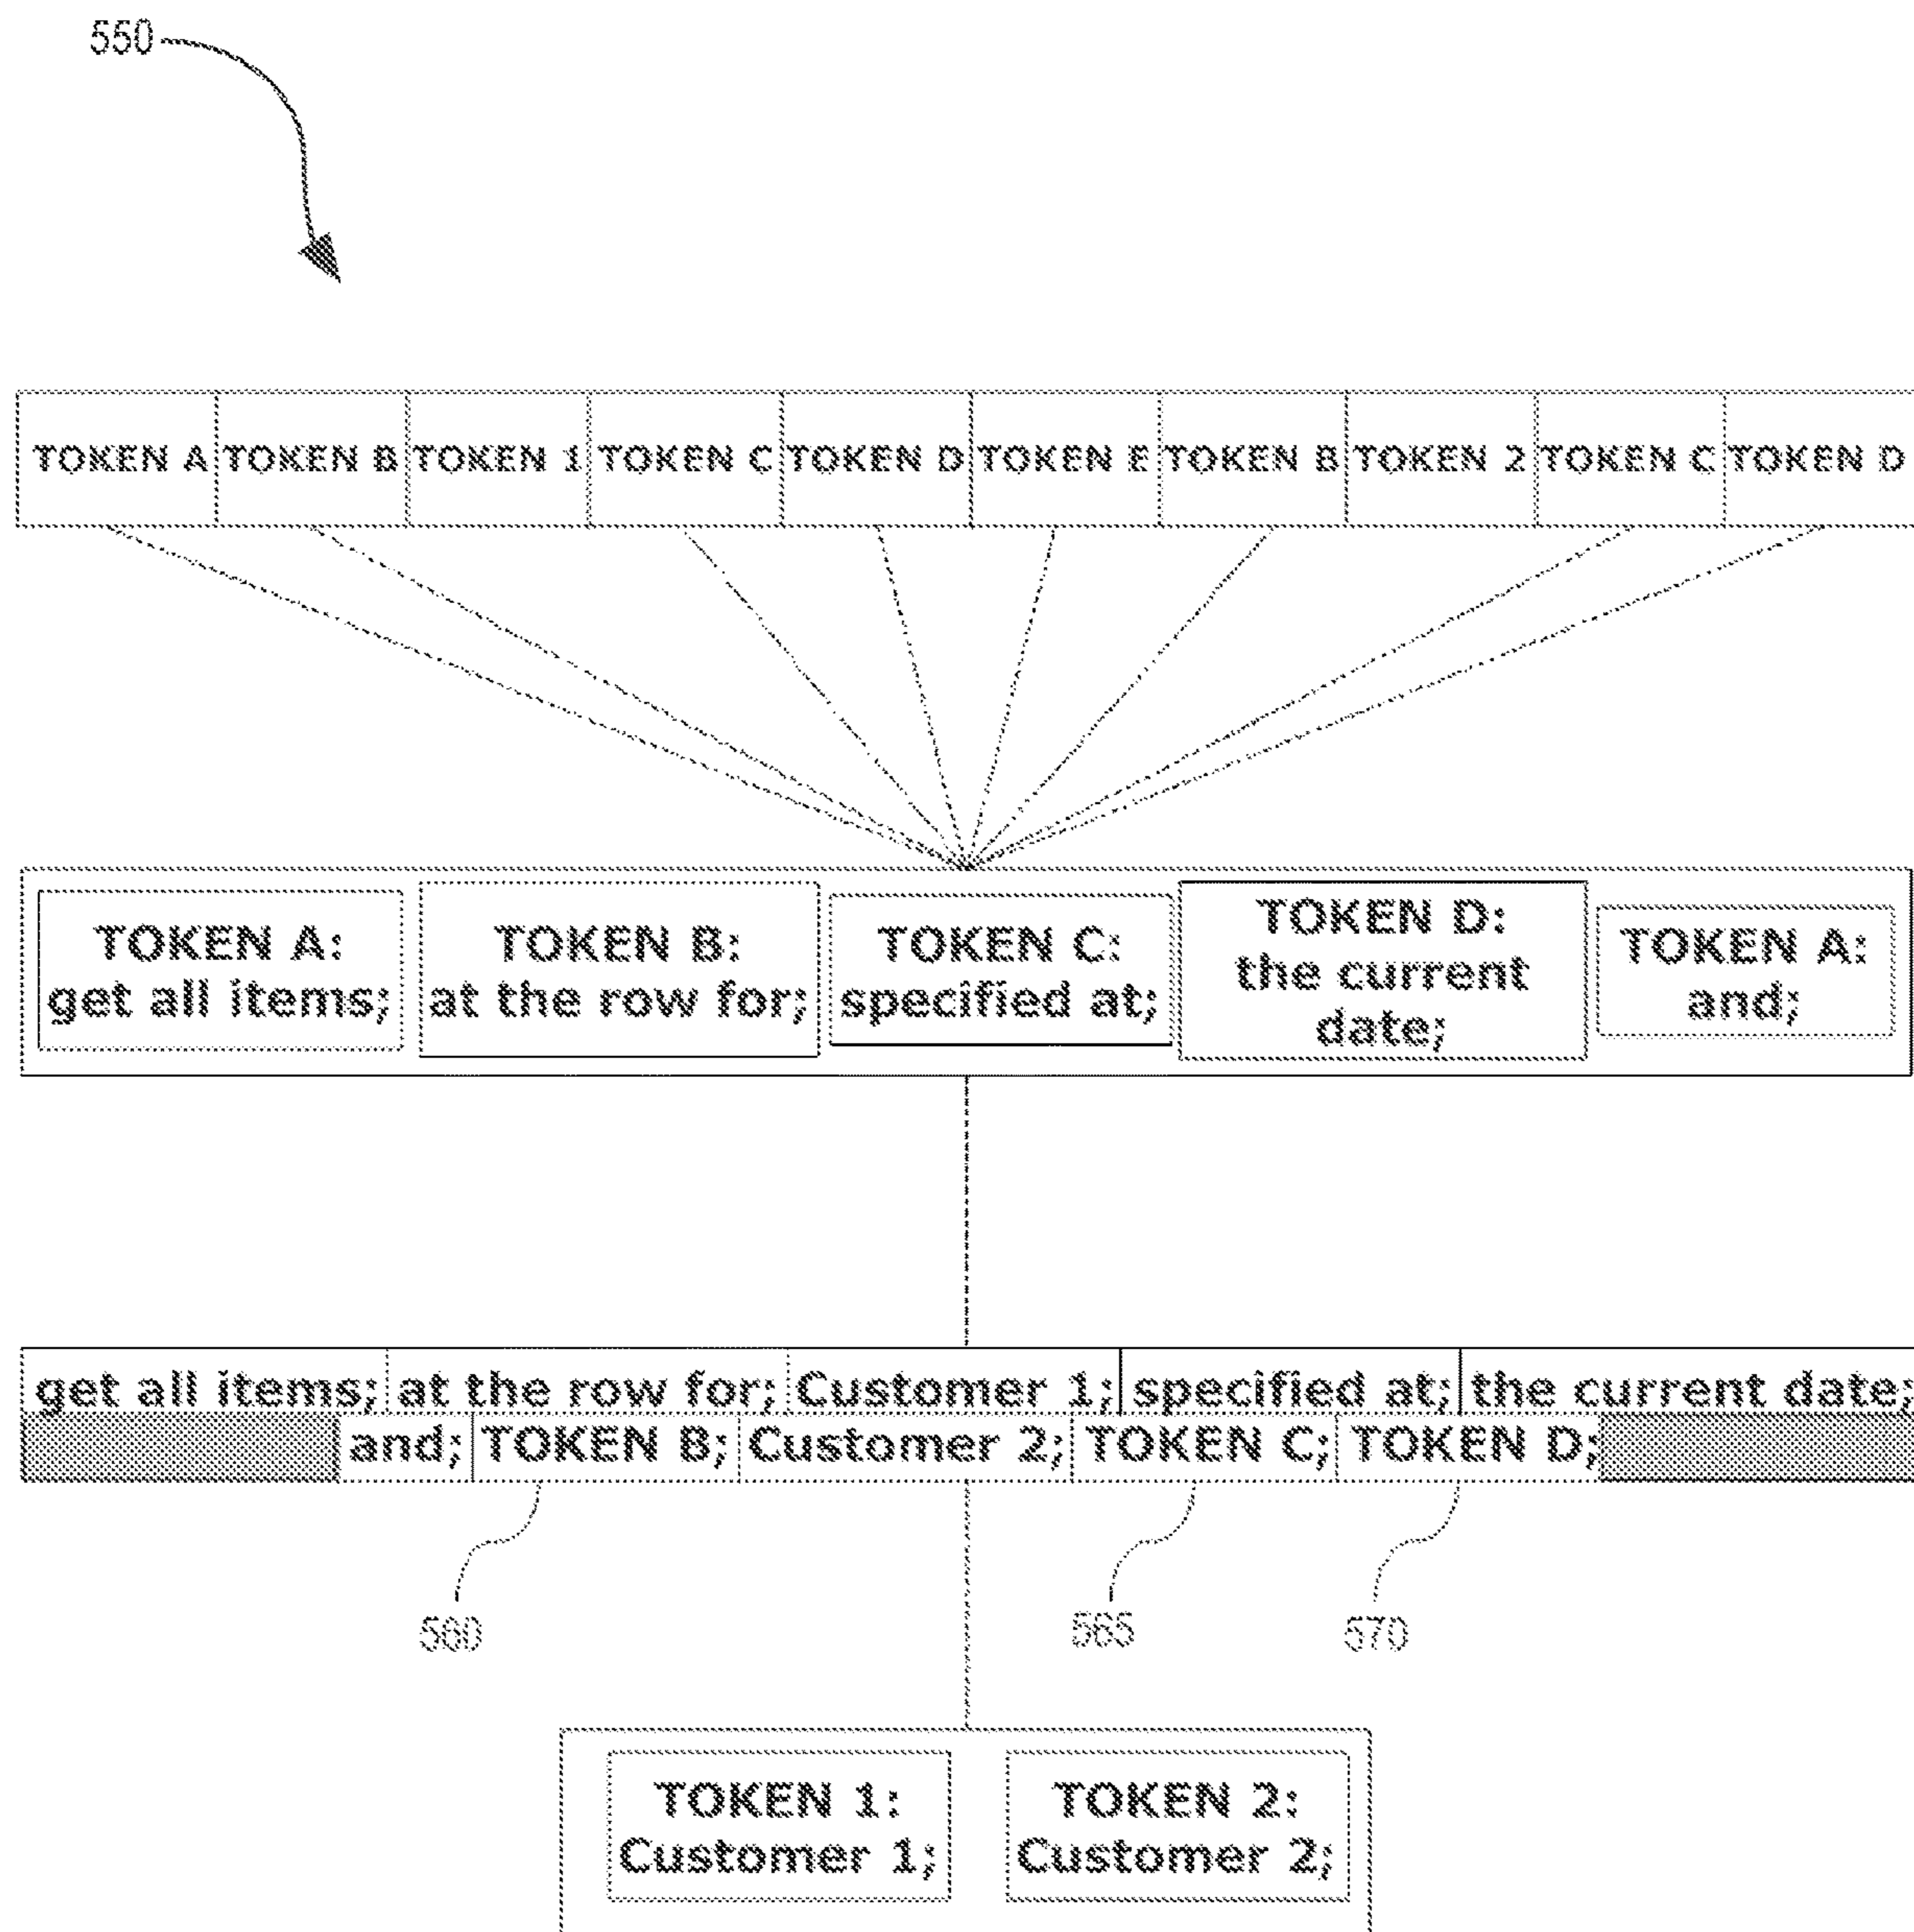 550
TOKEN A TOKEN B TOKEN 1 TOKEN C TOKEN D TOKEN E TOKEN B TOKEN 2 TOKEN C TOKEN D
TOKEN A:
get all items;
TOKEN B:
at the row for;
TOKEN C:
specified at;
TOKEN D:
the current
date;
TOKEN A:
and;
get all items; at the row for; Customer 1; specified at; the current date;
and; TOKEN B; Customer 2; TOKEN C; TOKEN D;
560 565 570
TOKEN 1:
Customer 1;
TOKEN 2:
Customer 2;